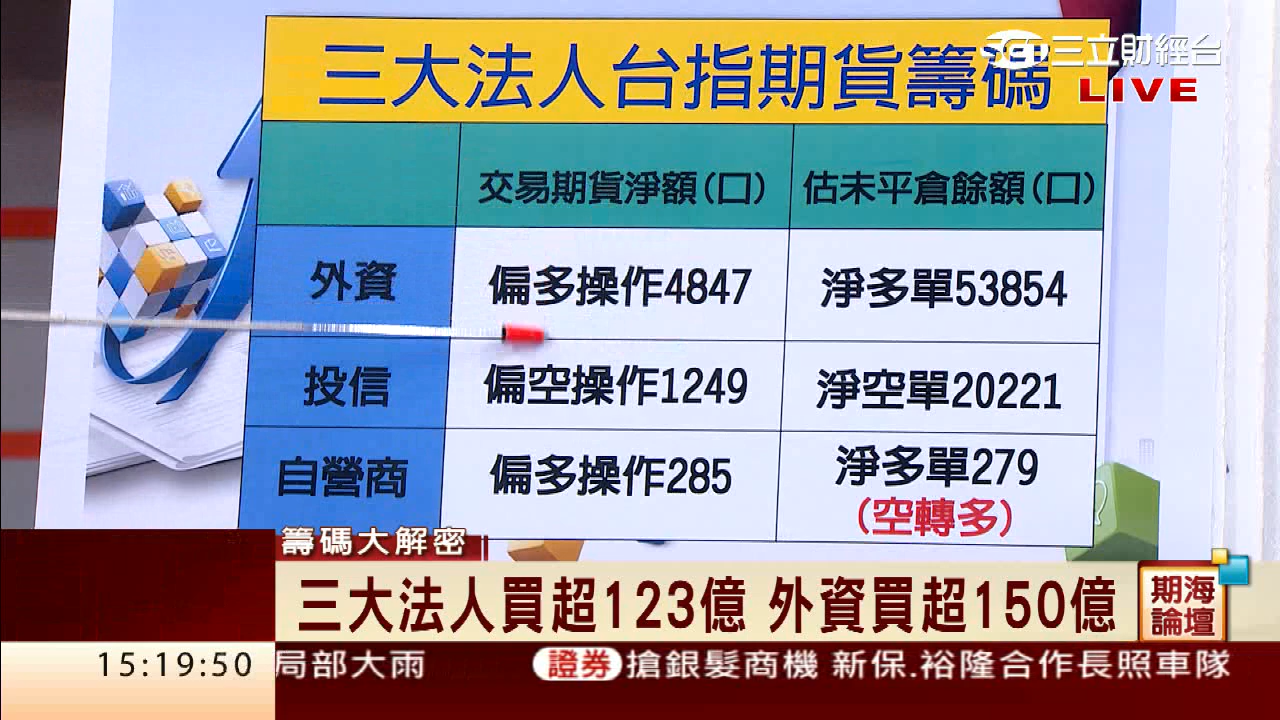 三立財經台
LIVE
三大法人台指期貨籌碼
交易期貨淨額(口) 估未平倉餘額(口)
外資 偏多操作4847 淨多單53854
投信 偏空操作1249 淨空單20221
自營商 偏多操作285 淨多單279
(空轉多)
籌碼大解密
三大法人買超123億 外資買超150億
期海
論壇
15:19:50 局部大雨 證券 搶銀髮商機 新保.裕隆合作長照車隊